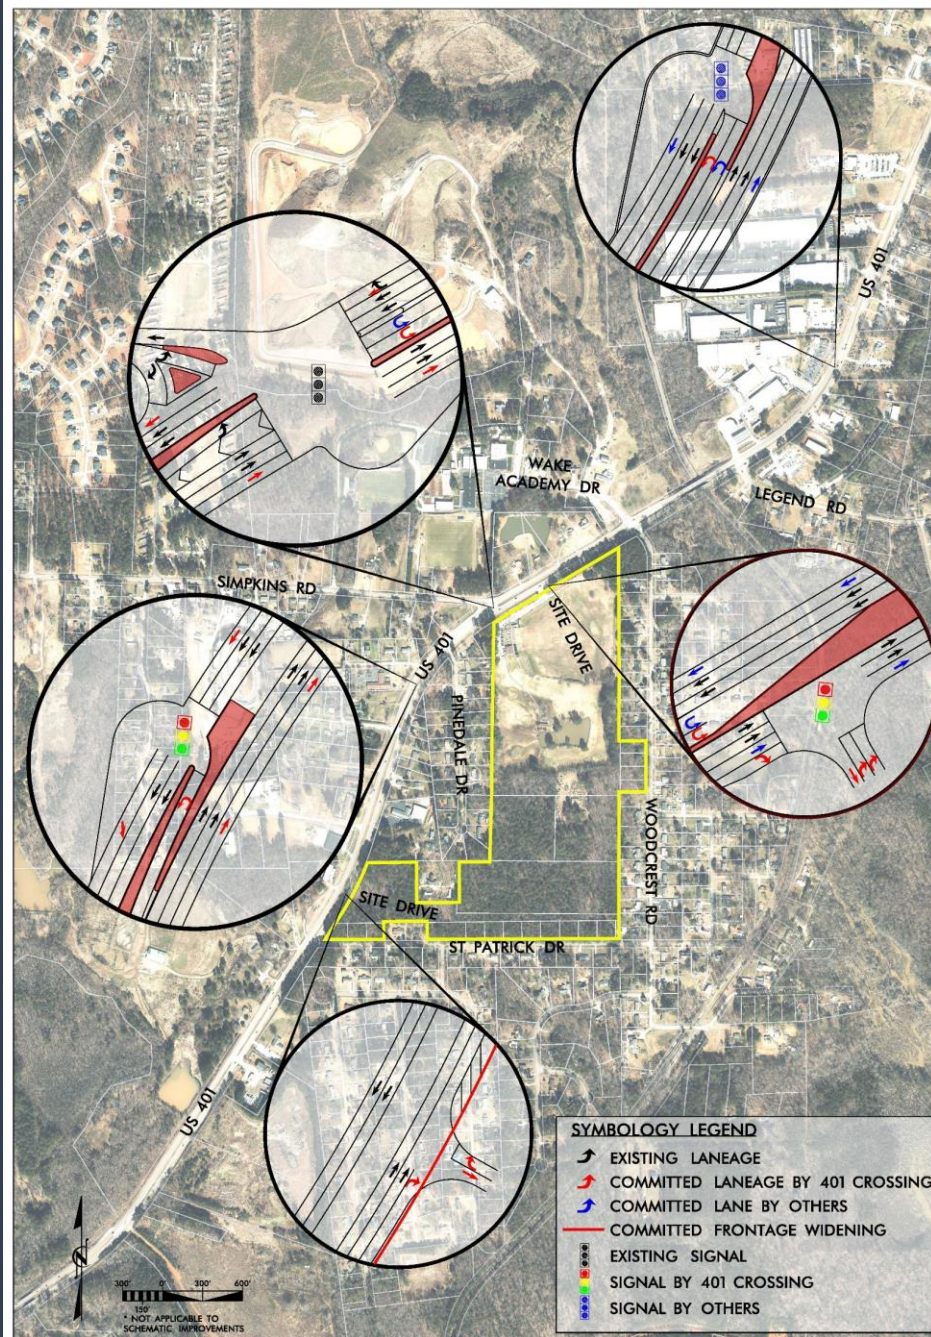 US 401
WAKE
ACADEMY DR
LEGEND RD
SIMPKINS RD
SITE DRIVE
US 401
PINEDALE DR
WOODCREST RD
SITE DRIVE
ST PATRICK DR
US 401
SYMBOLOGY LEGEND
EXISTING LANEAGE
COMMITTED LANEAGE BY 401 CROSSING
COMMITTED LANE BY OTHERS
COMMITTED FRONTAGE WIDENING
EXISTING SIGNAL
SIGNAL BY 401 CROSSING
SIGNAL BY OTHERS
300' 0' 300' 600'
150'
* NOT APPLICABLE TO
SCHEMATIC IMPROVEMENTS